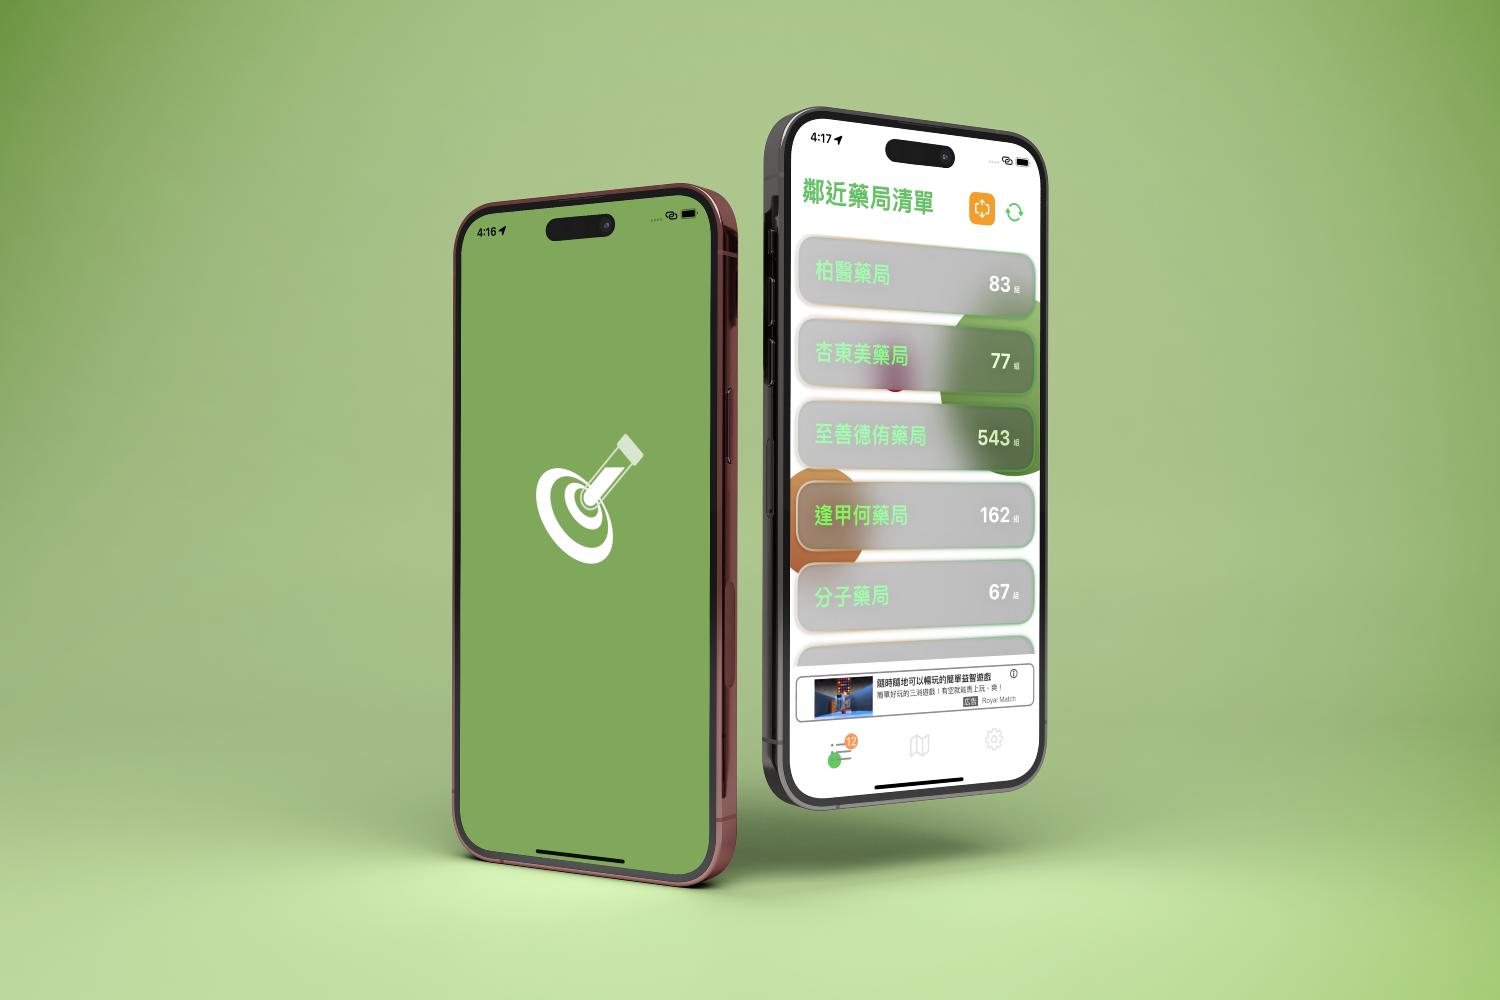 4:16
4:17
鄰近藥局清單
柏醫藥局
83 組
杏東美藥局
77 組
至善德侑藥局
543 組
逢甲何藥局
162 組
分子藥局
67 組
隨時隨地可以暢玩的簡單益智遊戲
簡單好玩的三消遊戲！有空就能馬上玩，爽！
広告 Royal Match
12